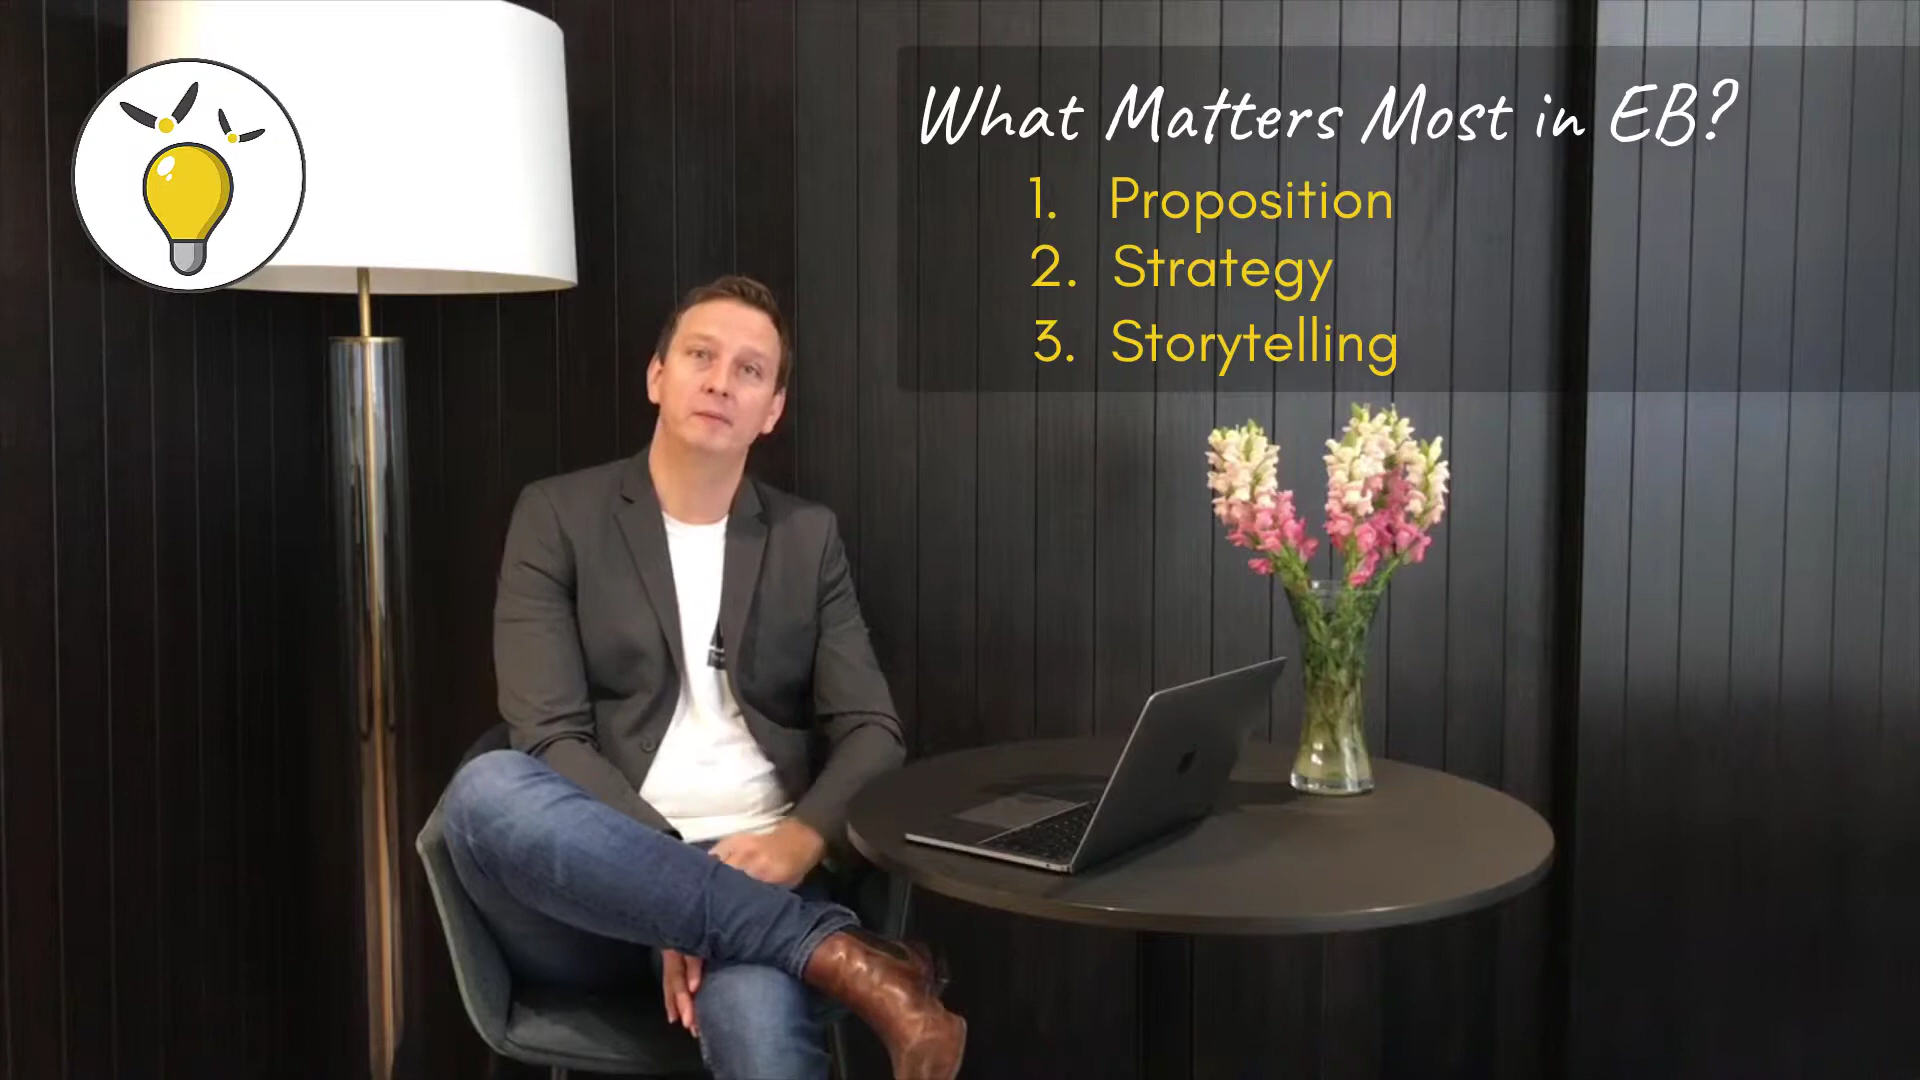 What Matters Most in EB?
1. Proposition
2. Strategy
3. Storytelling